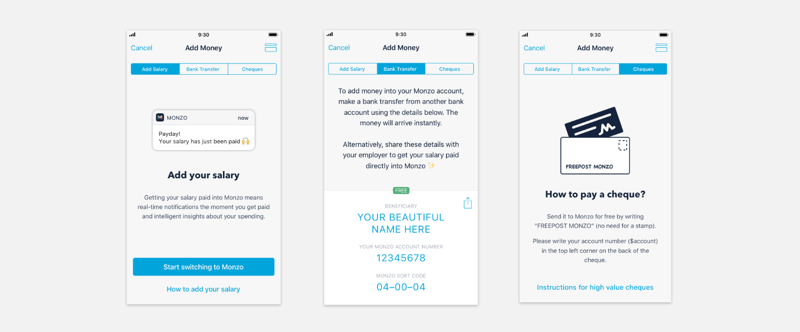 9:30
Cancel
Add Money
Add Salary
Bank Transfer
Cheques
MONZO
now
Payday!
Your salary has just been paid 🙌
Add your salary
Getting your salary paid into Monzo means
real-time notifications the moment you get paid
and intelligent insights about your spending.
Start switching to Monzo
How to add your salary
9:30
Cancel
Add Money
Add Salary
Bank Transfer
Cheques
To add money into your Monzo account,
make a bank transfer from another bank
account using the details below. The
money will arrive instantly.
Alternatively, share these details with
your employer to get your salary paid
directly into Monzo ✨
FREE
BENEFICIARY
YOUR BEAUTIFUL
NAME HERE
YOUR MONZO ACCOUNT NUMBER
12345678
MONZO SORT CODE
04–00–04
9:30
Cancel
Add Money
Add Salary
Bank Transfer
Cheques
FREEPOST MONZO
How to pay a cheque?
Send it to Monzo for free by writing
“FREEPOST MONZO” (no need for a stamp).
Please write your account number ($account)
in the top left corner on the back of the
cheque.
Instructions for high value cheques